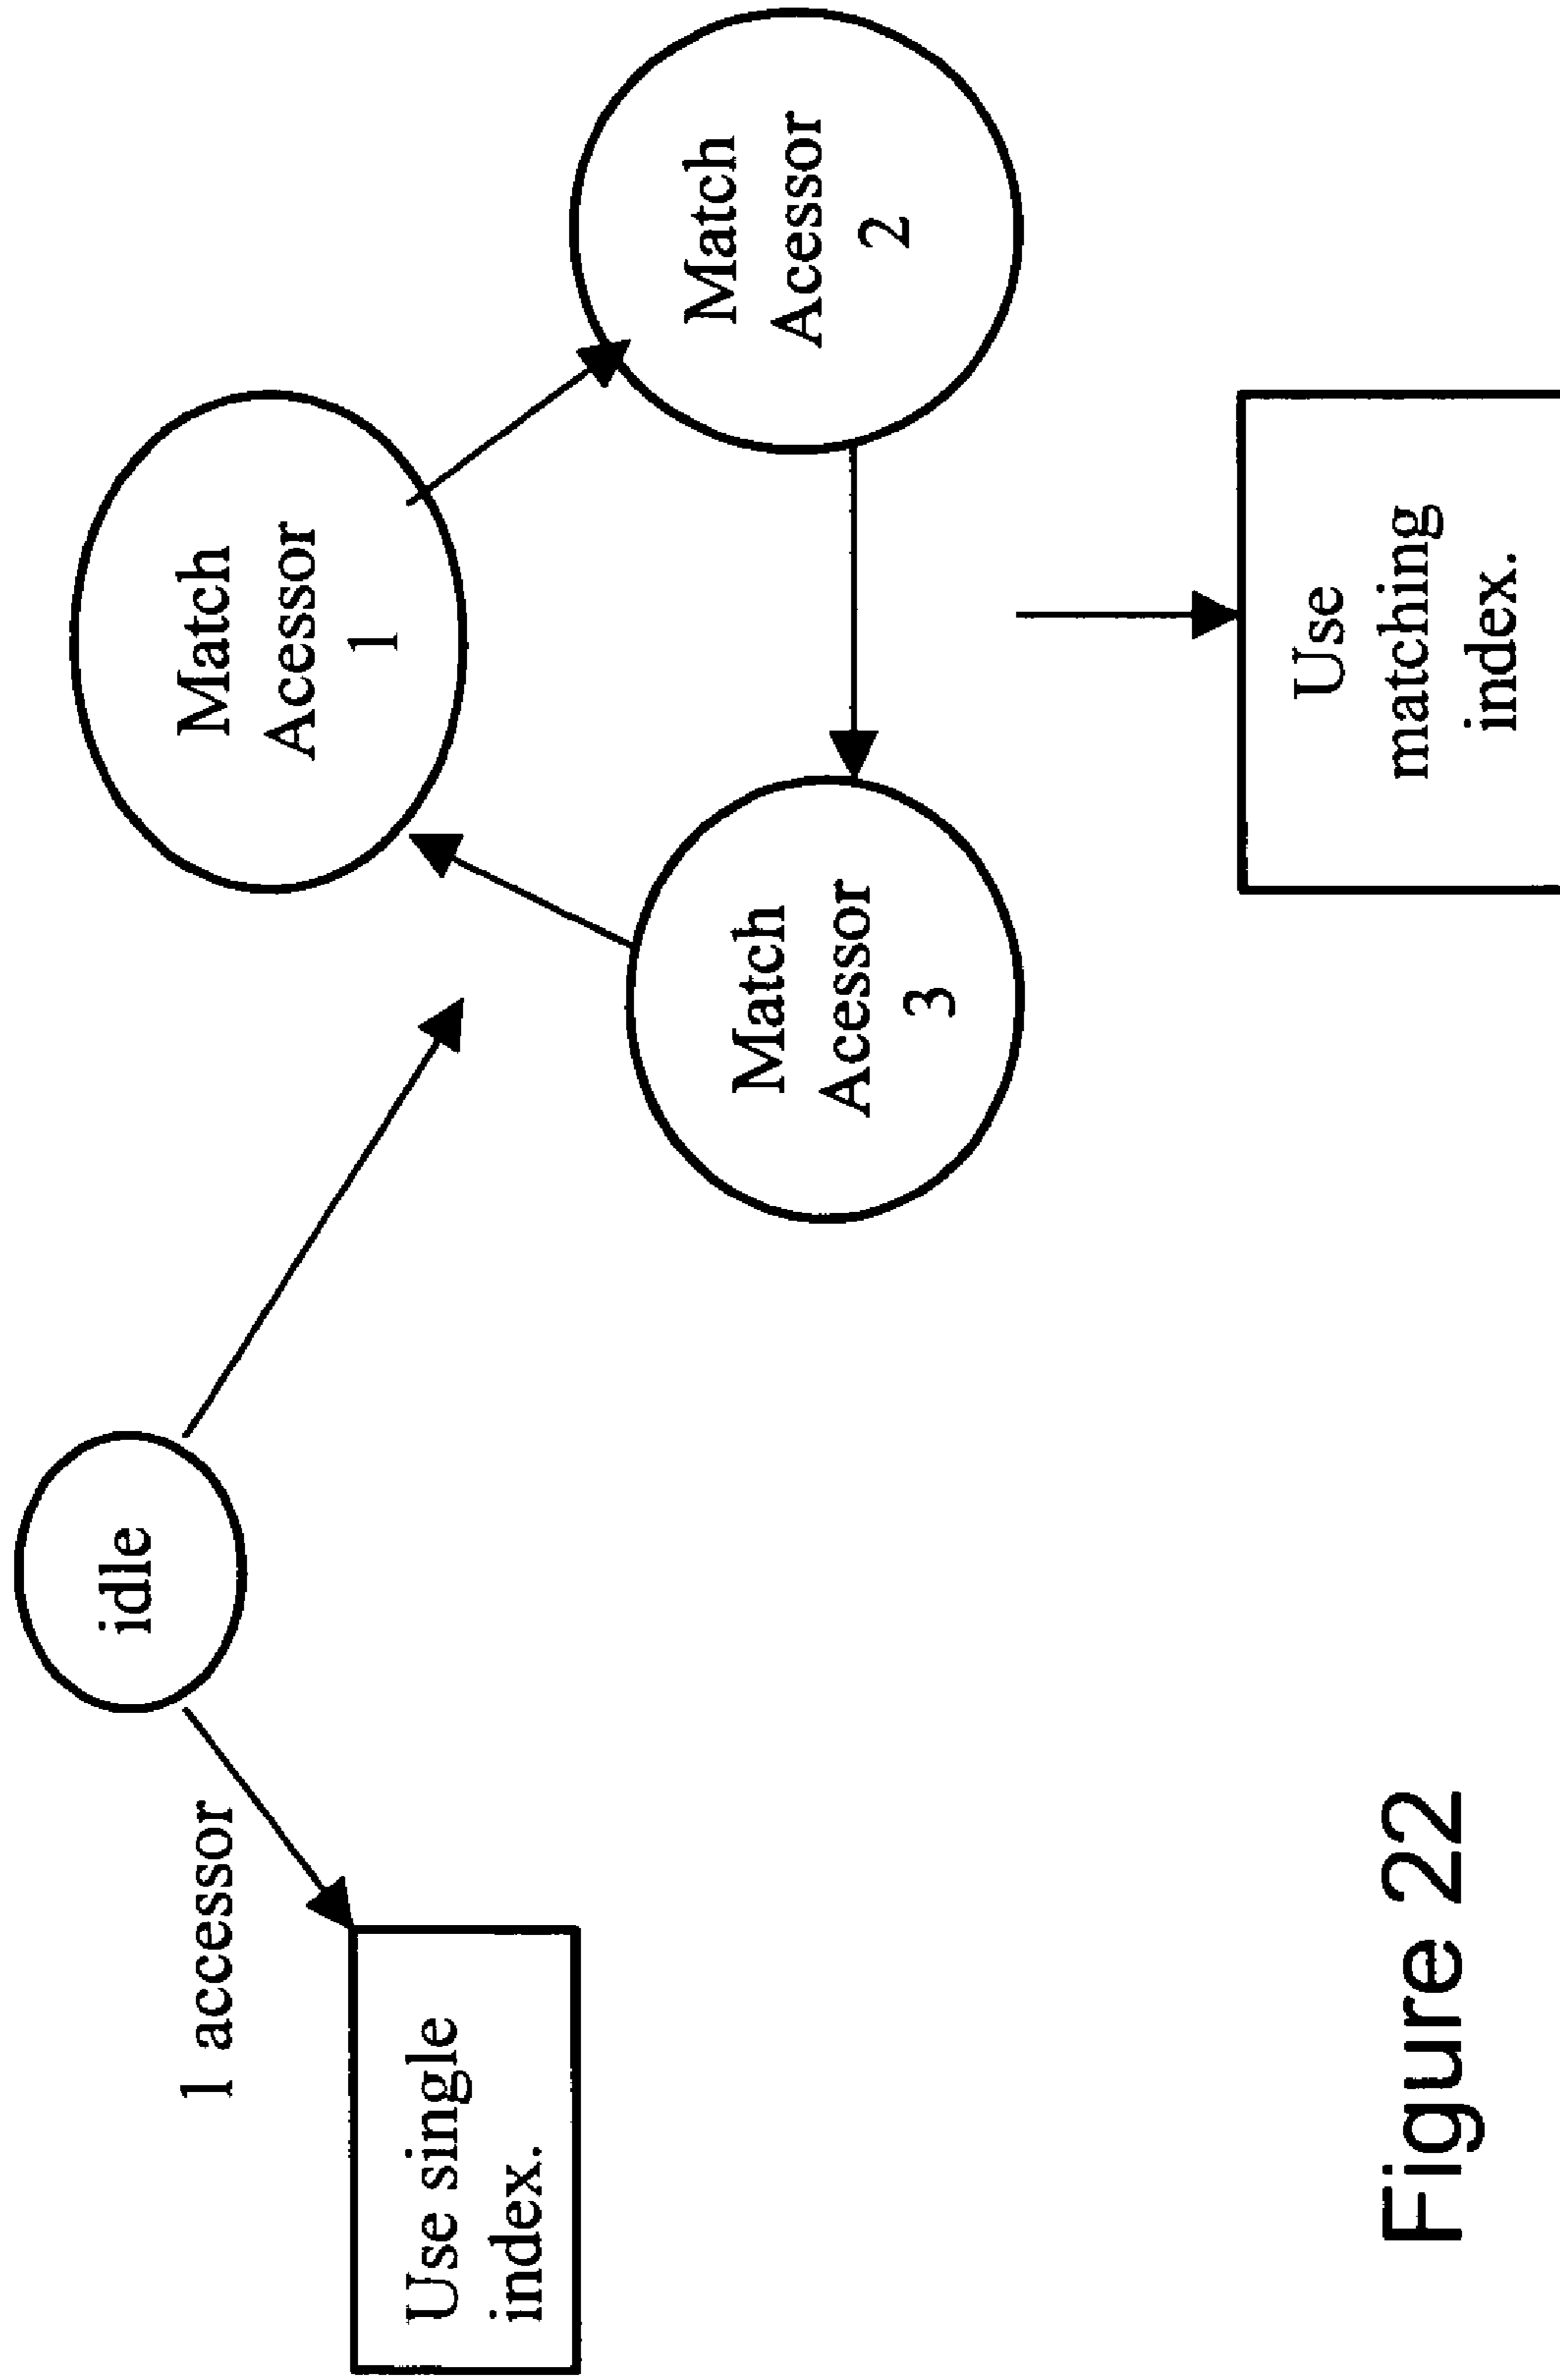 idle
1 accessor
Use single
index.
Match
Acessor
1
Match
Acessor
2
Match
Acessor
3
Use
matching
index.
Figure 22